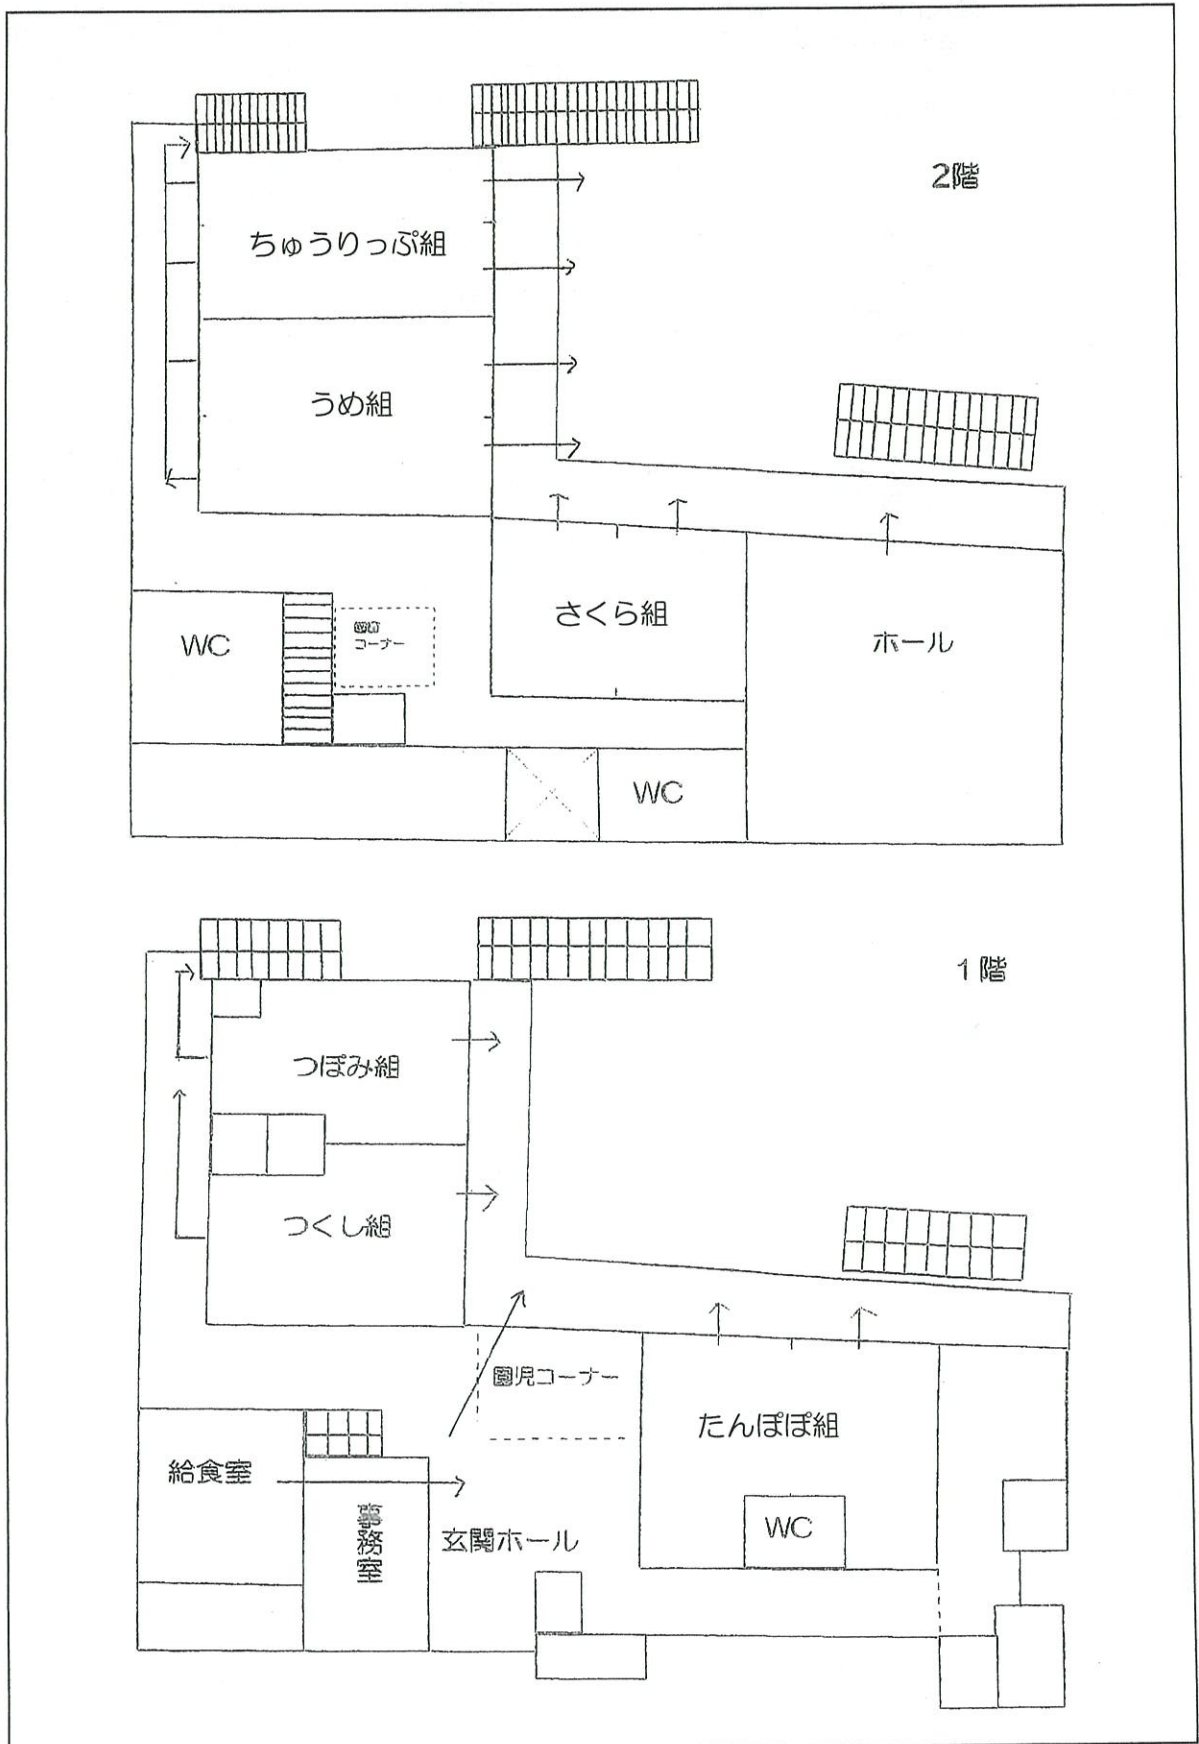 2階
ちゅうりっぷ組
うめ組
さくら組
ホール
WC
コーナー
WC
1階
つぼみ組
つくし組
園児コーナー
たんぽぽ組
給食室
事務室
玄関ホール
WC